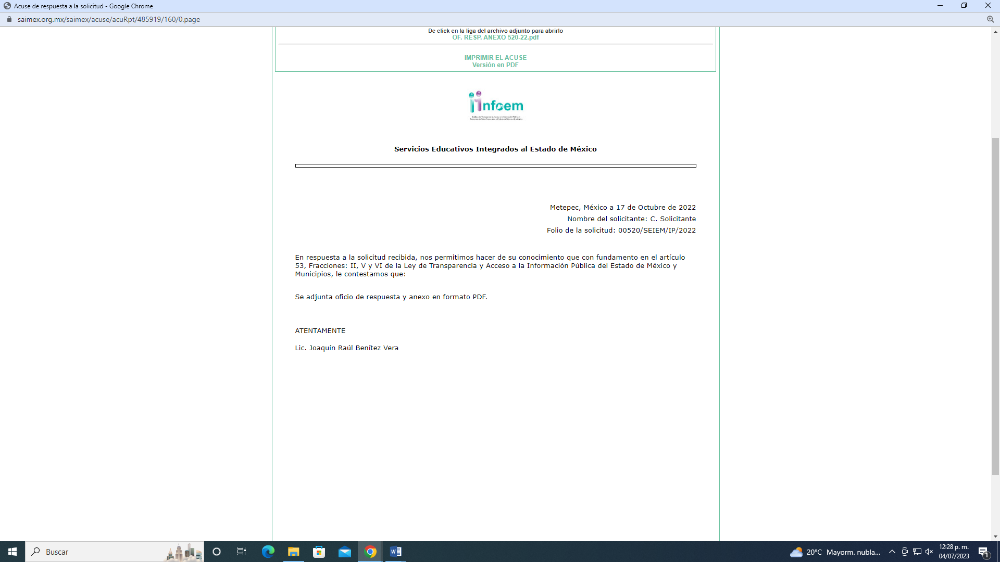 Acuse de respuesta a la solicitud - Google Chrome
saimex.org.mx/saimex/acuse/acuRpt/485919/160/0.page
De click en la liga del archivo adjunto para abrirlo
OF. RESP. ANEXO 520-22.pdf
IMPRIMIR EL ACUSE
Versión en PDF
infoem
Servicios Educativos Integrados al Estado de México
Metepec, México a 17 de Octubre de 2022
Nombre del solicitante: C. Solicitante
Folio de la solicitud: 00520/SEIEM/IP/2022
En respuesta a la solicitud recibida, nos permitimos hacer de su conocimiento que con fundamento en el artículo
53, Fracciones: II, V y VI de la Ley de Transparencia y Acceso a la Información Pública del Estado de México y
Municipios, le contestamos que:
Se adjunta oficio de respuesta y anexo en formato PDF.
ATENTAMENTE
Lic. Joaquín Raúl Benítez Vera
Buscar
20°C Mayorm. nubla...
12:28 p. m.
04/07/2023
1